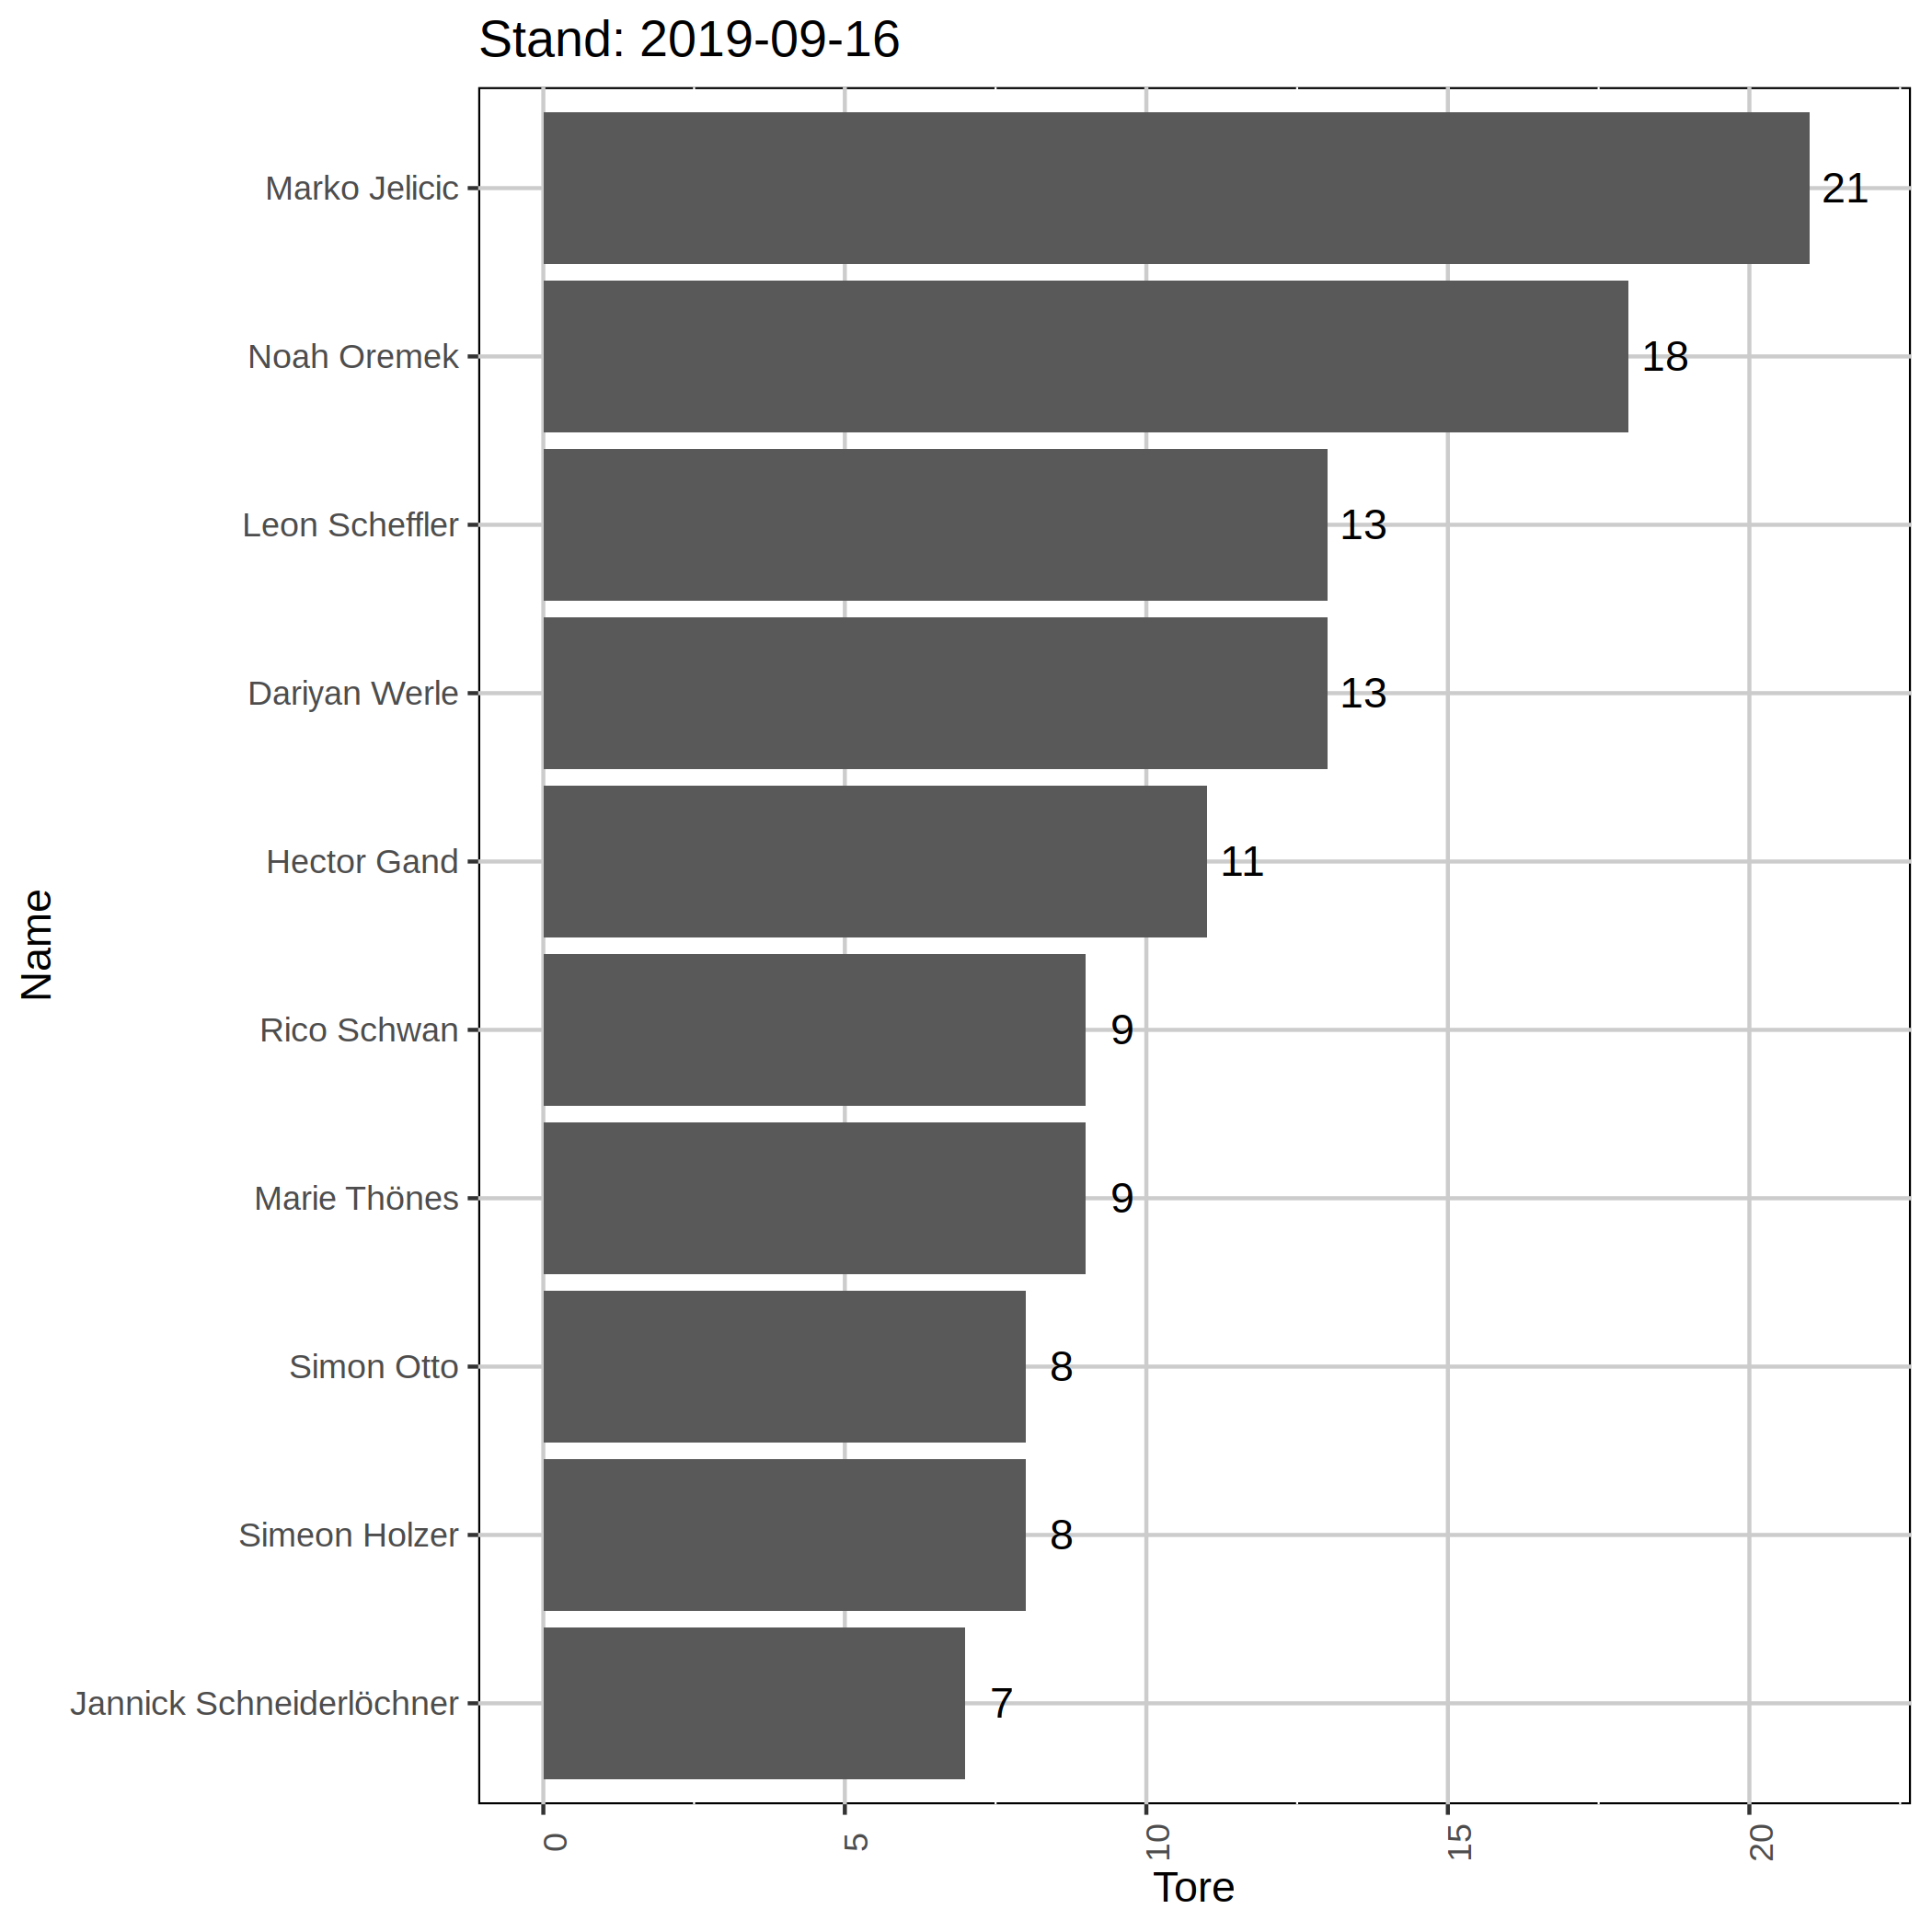 Stand: 2019-09-16
Marko Jelicic 21
Noah Oremek 18
Leon Scheffler 13
Dariyan Werle 13
Hector Gand 11
Rico Schwan 9
Marie Thönes 9
Simon Otto 8
Simeon Holzer 8
Jannick Schneiderlöchner 7
Name
0 5 10 15 20
Tore